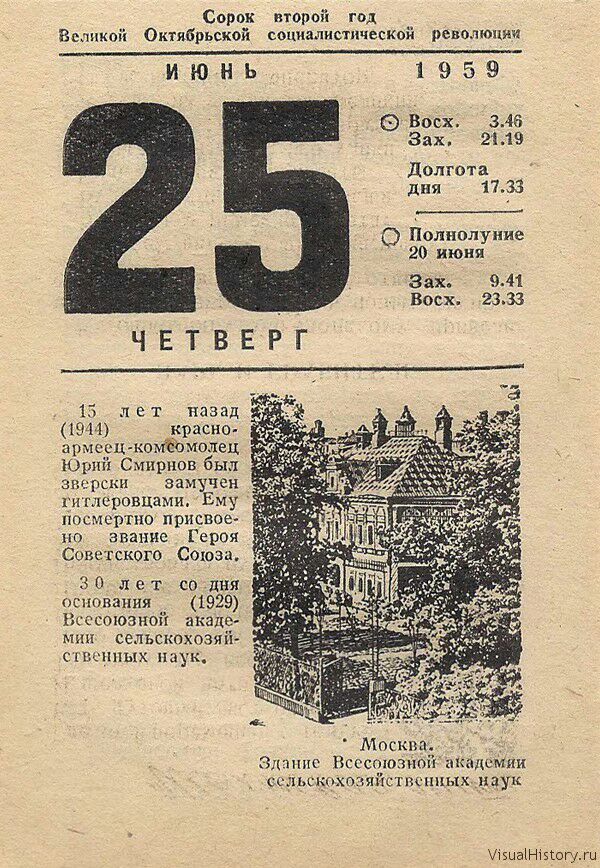 Сорок второй год
Великой Октябрьской социалистической революции
ИЮНЬ 1959
25
ЧЕТВЕРГ
Восх. 3.46
Зах. 21.19
Долгота
дня 17.33
Полнолуние
20 июня
Зах. 9.41
Восх. 23.33
15 лет назад
(1944) красно-
армеец-комсомолец
Юрий Смирнов был
зверски замучен
гитлеровцами. Ему
посмертно присвое-
но звание Героя
Советского Союза.
30 лет со дня
основания (1929)
Всесоюзной акаде-
мии сельскохозяй-
ственных наук.
Москва.
Здание Всесоюзной академии
сельскохозяйственных наук
VisualHistory.ru